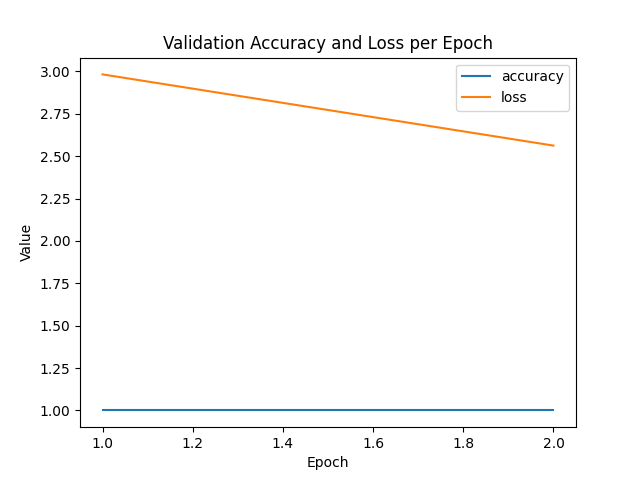 Validation Accuracy and Loss per Epoch
accuracy
loss
3.00
2.75
2.50
2.25
2.00
1.75
1.50
1.25
1.00
Value
1.0 1.2 1.4 1.6 1.8 2.0
Epoch